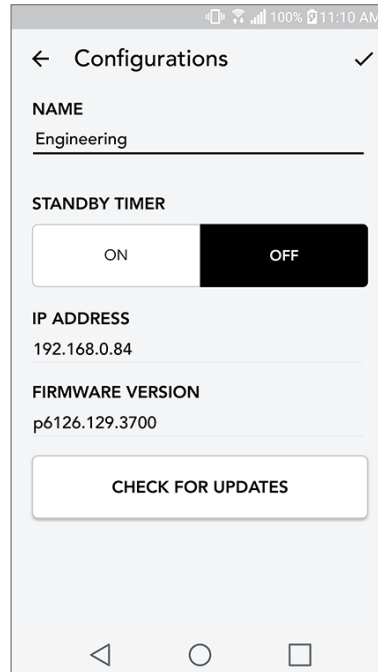 100% 11:10 AM
Configurations
NAME
Engineering
STANDBY TIMER
ON OFF
IP ADDRESS
192.168.0.84
FIRMWARE VERSION
p6126.129.3700
CHECK FOR UPDATES